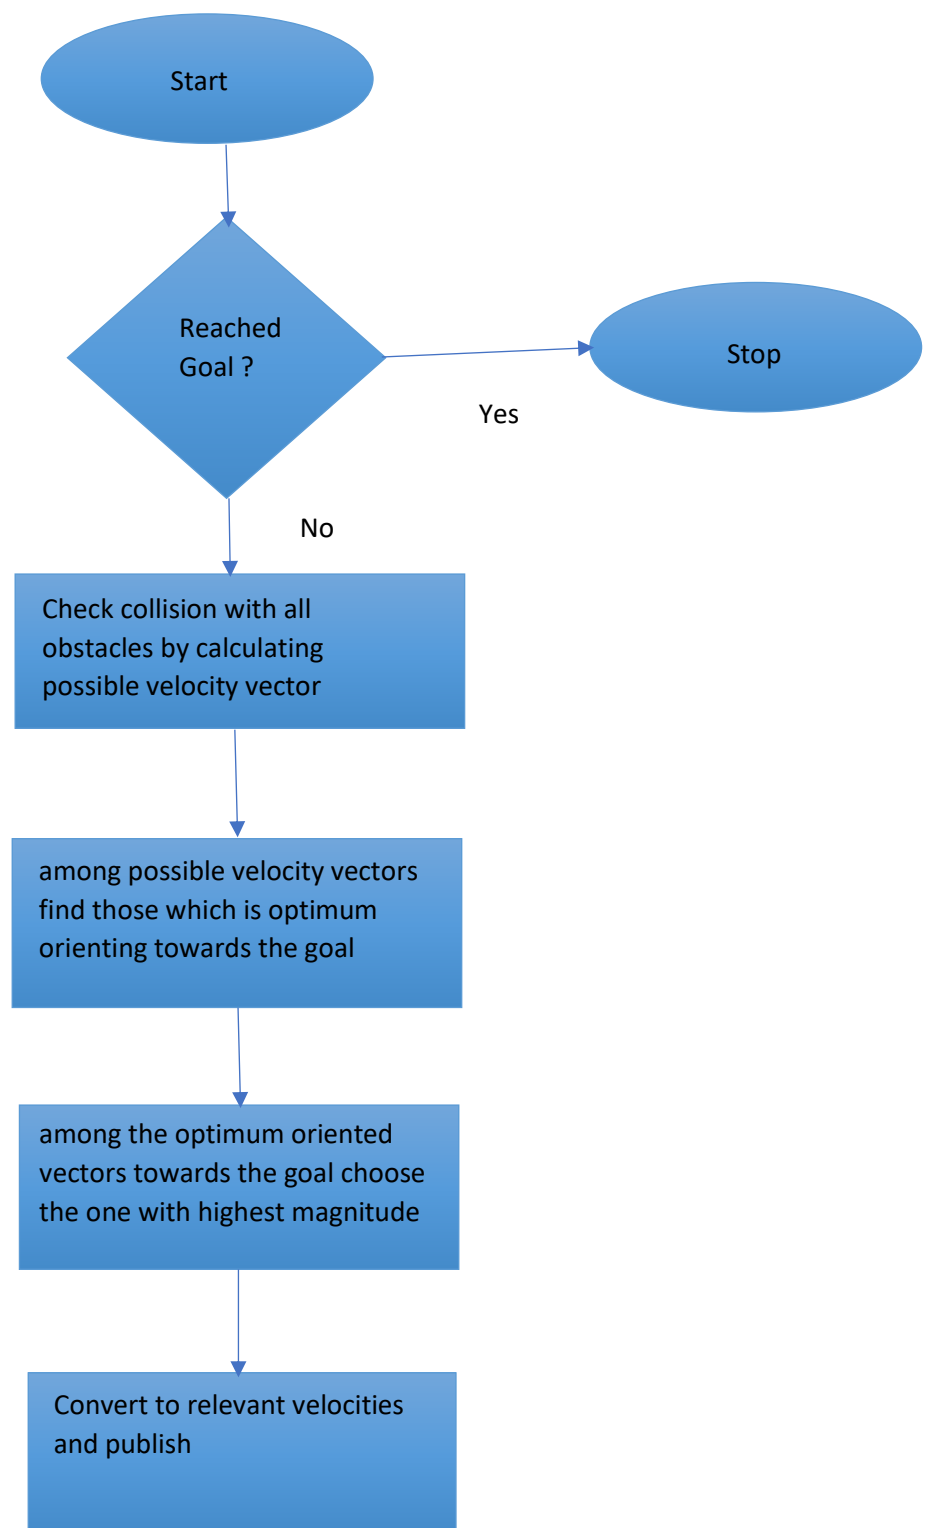 Start
Reached
Goal ?
Stop
Yes
No
Check collision with all
obstacles by calculating
possible velocity vector
among possible velocity vectors
find those which is optimum
orienting towards the goal
among the optimum oriented
vectors towards the goal choose
the one with highest magnitude
Convert to relevant velocities
and publish